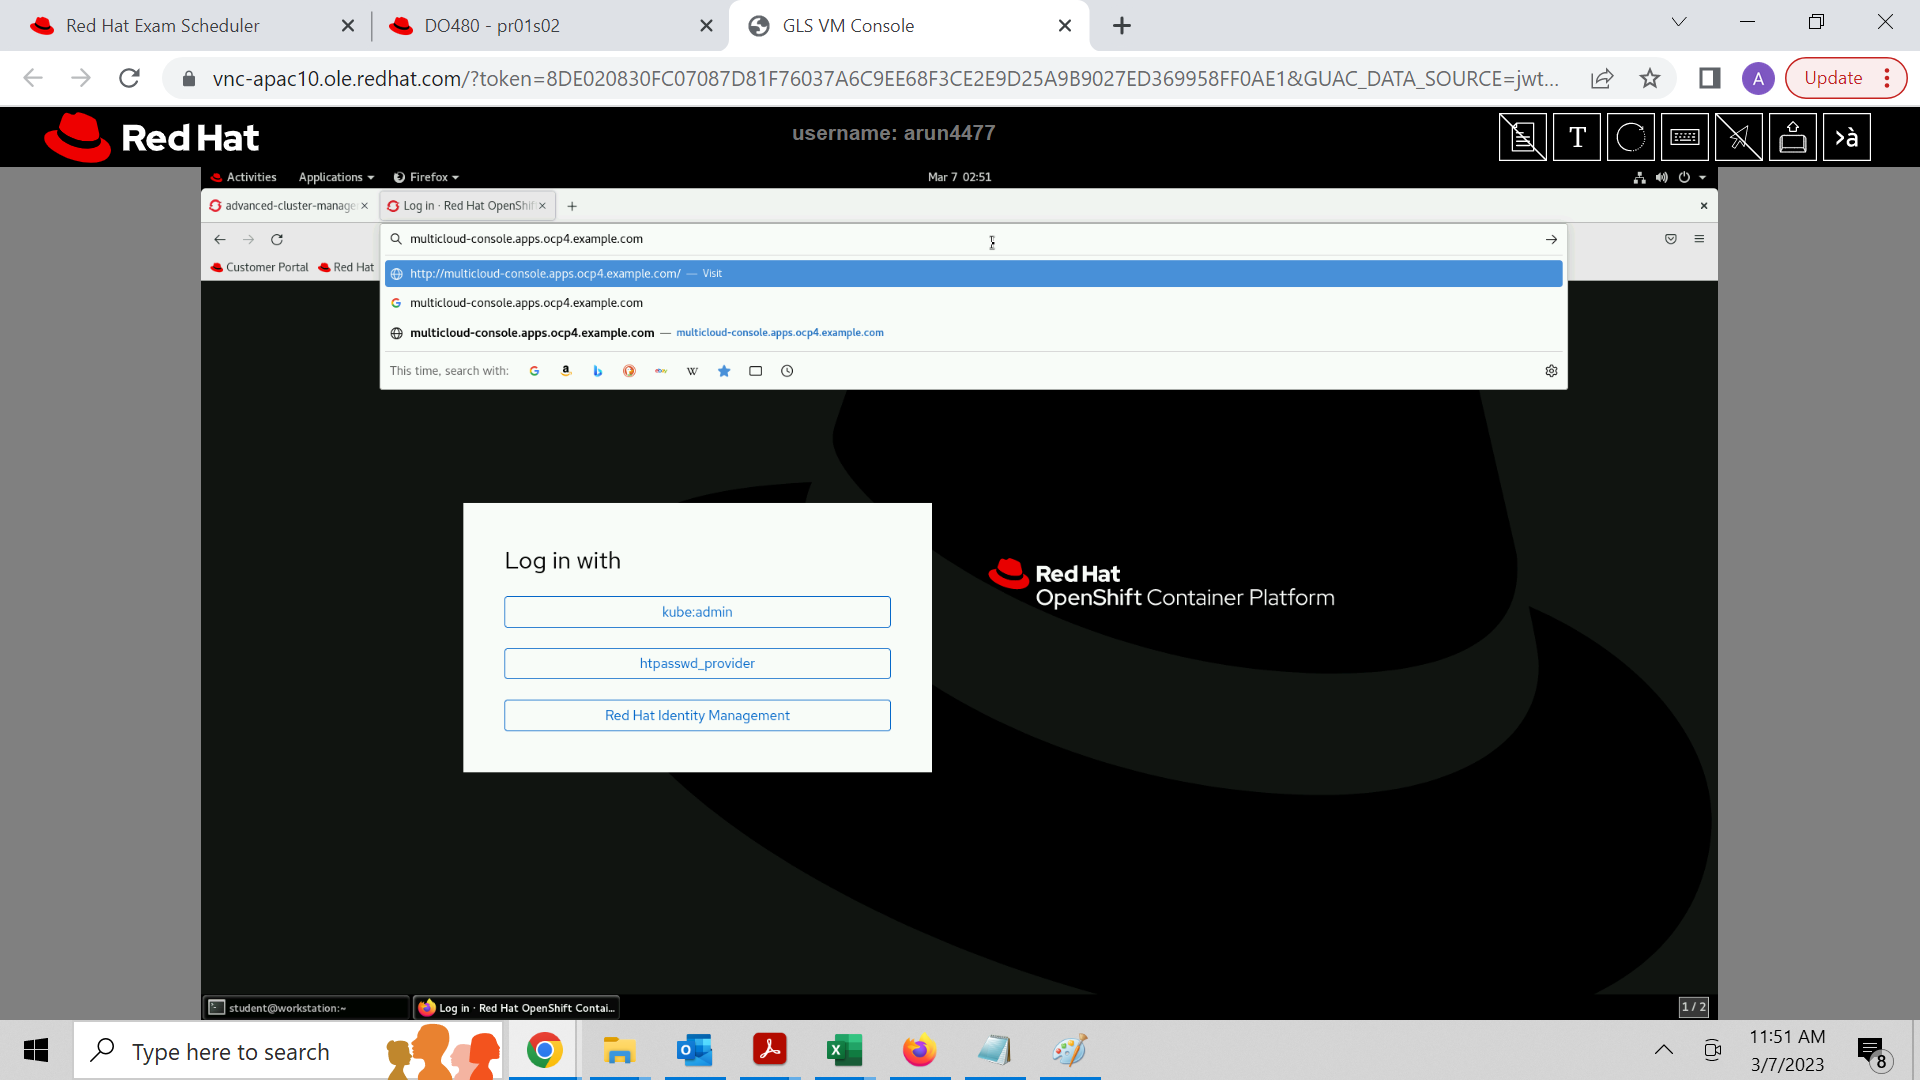 Red Hat Exam Scheduler
DO480 - pr01s02
GLS VM Console
vnc-apac10.ole.redhat.com/?token=8DE020830FC07087D81F76037A6C9EE68F3CE2E9D25A9B9027ED369958FF0AE1&GUAC_DATA_SOURCE=jwt...
A
Update
Red Hat
username: arun4477
T
>à
Activities
Applications
Firefox
Mar 7 02:51
advanced-cluster-manage
Log in · Red Hat OpenShif
multicloud-console.apps.ocp4.example.com
Customer Portal
Red Hat
http://multicloud-console.apps.ocp4.example.com/ — Visit
multicloud-console.apps.ocp4.example.com
multicloud-console.apps.ocp4.example.com — multicloud-console.apps.ocp4.example.com
This time, search with:
Log in with
kube:admin
htpasswd_provider
Red Hat Identity Management
Red Hat
OpenShift Container Platform
student@workstation:~
Log in · Red Hat OpenShift Contai...
1 / 2
Type here to search
11:51 AM
3/7/2023
8